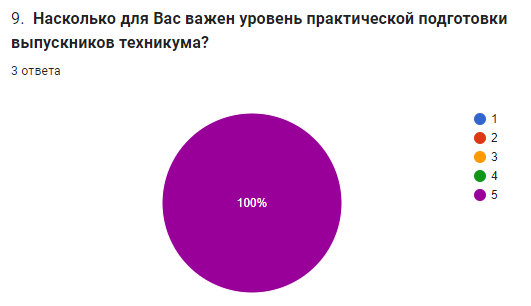 9. Насколько для Вас важен уровень практической подготовки
выпускников техникума?
3 ответа
100%
1
2
3
4
5